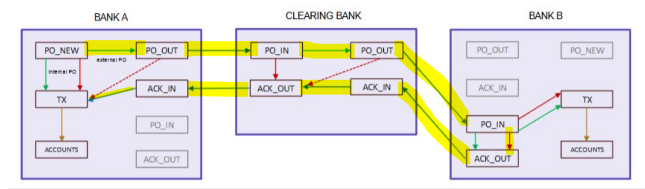 BANK A
CLEARING BANK
BANK B
PO_NEW
PO_OUT
internal PO
external PO
TX
ACK_IN
PO_IN
ACCOUNTS
ACK_OUT
PO_IN
PO_OUT
ACK_OUT
ACK_IN
PO_OUT
PO_NEW
ACK_IN
TX
PO_IN
ACK_OUT
ACCOUNTS